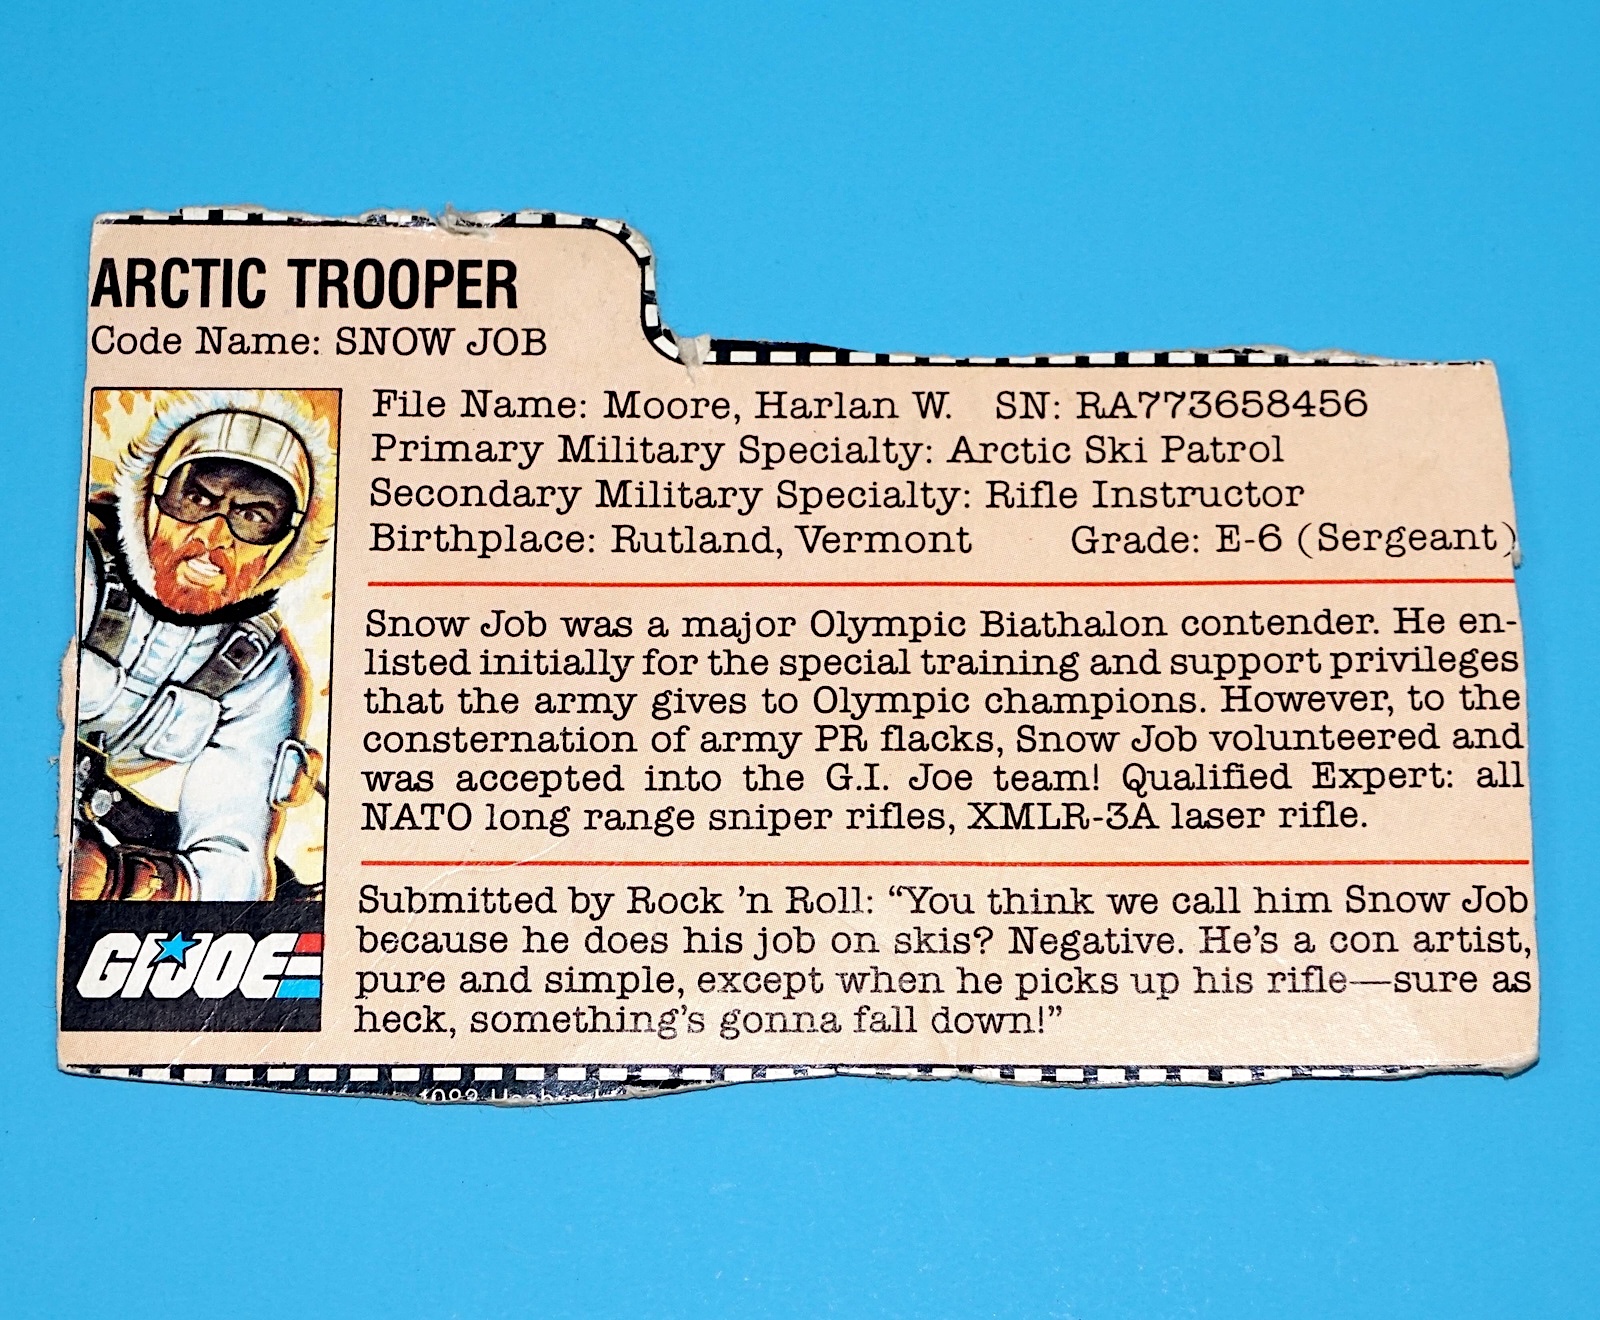 ARCTIC TROOPER
Code Name: SNOW JOB
File Name: Moore, Harlan W. SN: RA773658456
Primary Military Specialty: Arctic Ski Patrol
Secondary Military Specialty: Rifle Instructor
Birthplace: Rutland, Vermont Grade: E-6 (Sergeant)
Snow Job was a major Olympic Biathalon contender. He en-
listed initially for the special training and support privileges
that the army gives to Olympic champions. However, to the
consternation of army PR flacks, Snow Job volunteered and
was accepted into the G.I. Joe team! Qualified Expert: all
NATO long range sniper rifles, XMLR-3A laser rifle.
Submitted by Rock 'n Roll: “You think we call him Snow Job
because he does his job on skis? Negative. He's a con artist,
pure and simple, except when he picks up his rifle—sure as
heck, something's gonna fall down!”
GI JOE